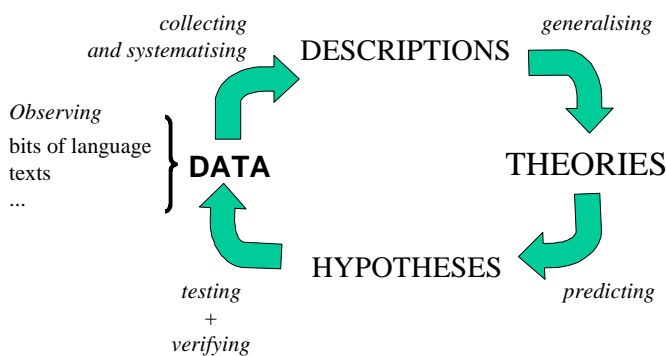 collecting
and systematising
DESCRIPTIONS
generalising
Observing
bits of language
texts
...
DATA
THEORIES
HYPOTHESES
testing
+
verifying
predicting